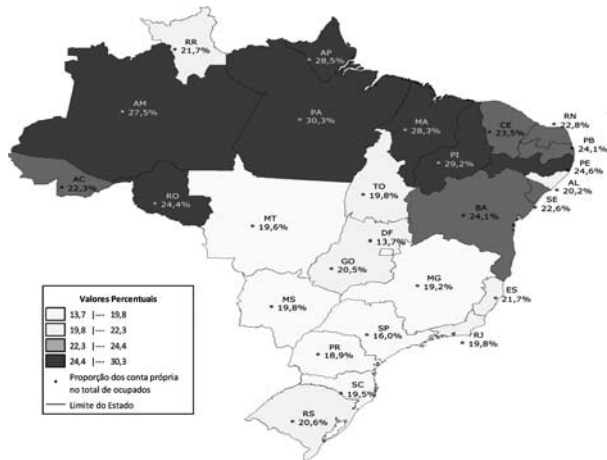 RR
21,7%
AP
28,5%
AM
27,5%
PA
30,3%
MA
28,3%
CE
23,5%
RN
22,8%
PB
24,1%
PI
29,2%
PE
24,6%
AL
20,2%
SE
22,6%
AC
22,3%
RO
24,4%
TO
19,8%
BA
24,1%
MT
19,6%
DF
13,7%
GO
20,5%
MG
19,2%
ES
21,7%
MS
19,8%
SP
16,0%
RJ
19,8%
PR
18,9%
SC
19,5%
RS
20,6%
Valores Percentuais
13,7 |--- 19,8
19,8 |--- 22,3
22,3 |--- 24,4
24,4 |--- 30,3
Proporção dos conta própria
no total de ocupados
Limite do Estado